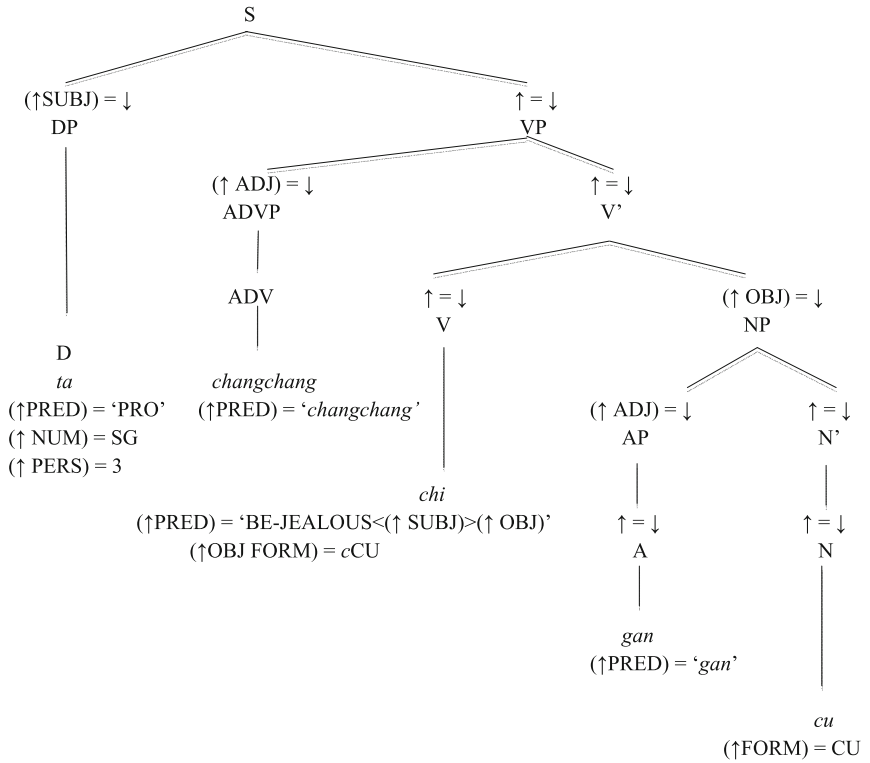 S
(↑SUBJ) = ↓
↑ = ↓
DP
VP
(↑ ADJ) = ↓
↑ = ↓
ADVP
V’
ADV
↑ = ↓
(↑ OBJ) = ↓
V
NP
D
ta
changchang
(↑PRED) = ‘PRO’
(↑PRED) = ‘changchang’
(↑ ADJ) = ↓
↑ = ↓
(↑ NUM) = SG
AP
N’
(↑ PERS) = 3
chi
(↑PRED) = ‘BE-JEALOUS<(↑ SUBJ)>(↑ OBJ)’
↑ = ↓
↑ = ↓
(↑OBJ FORM) = cCU
A
N
gan
(↑PRED) = ‘gan’
cu
(↑FORM) = CU